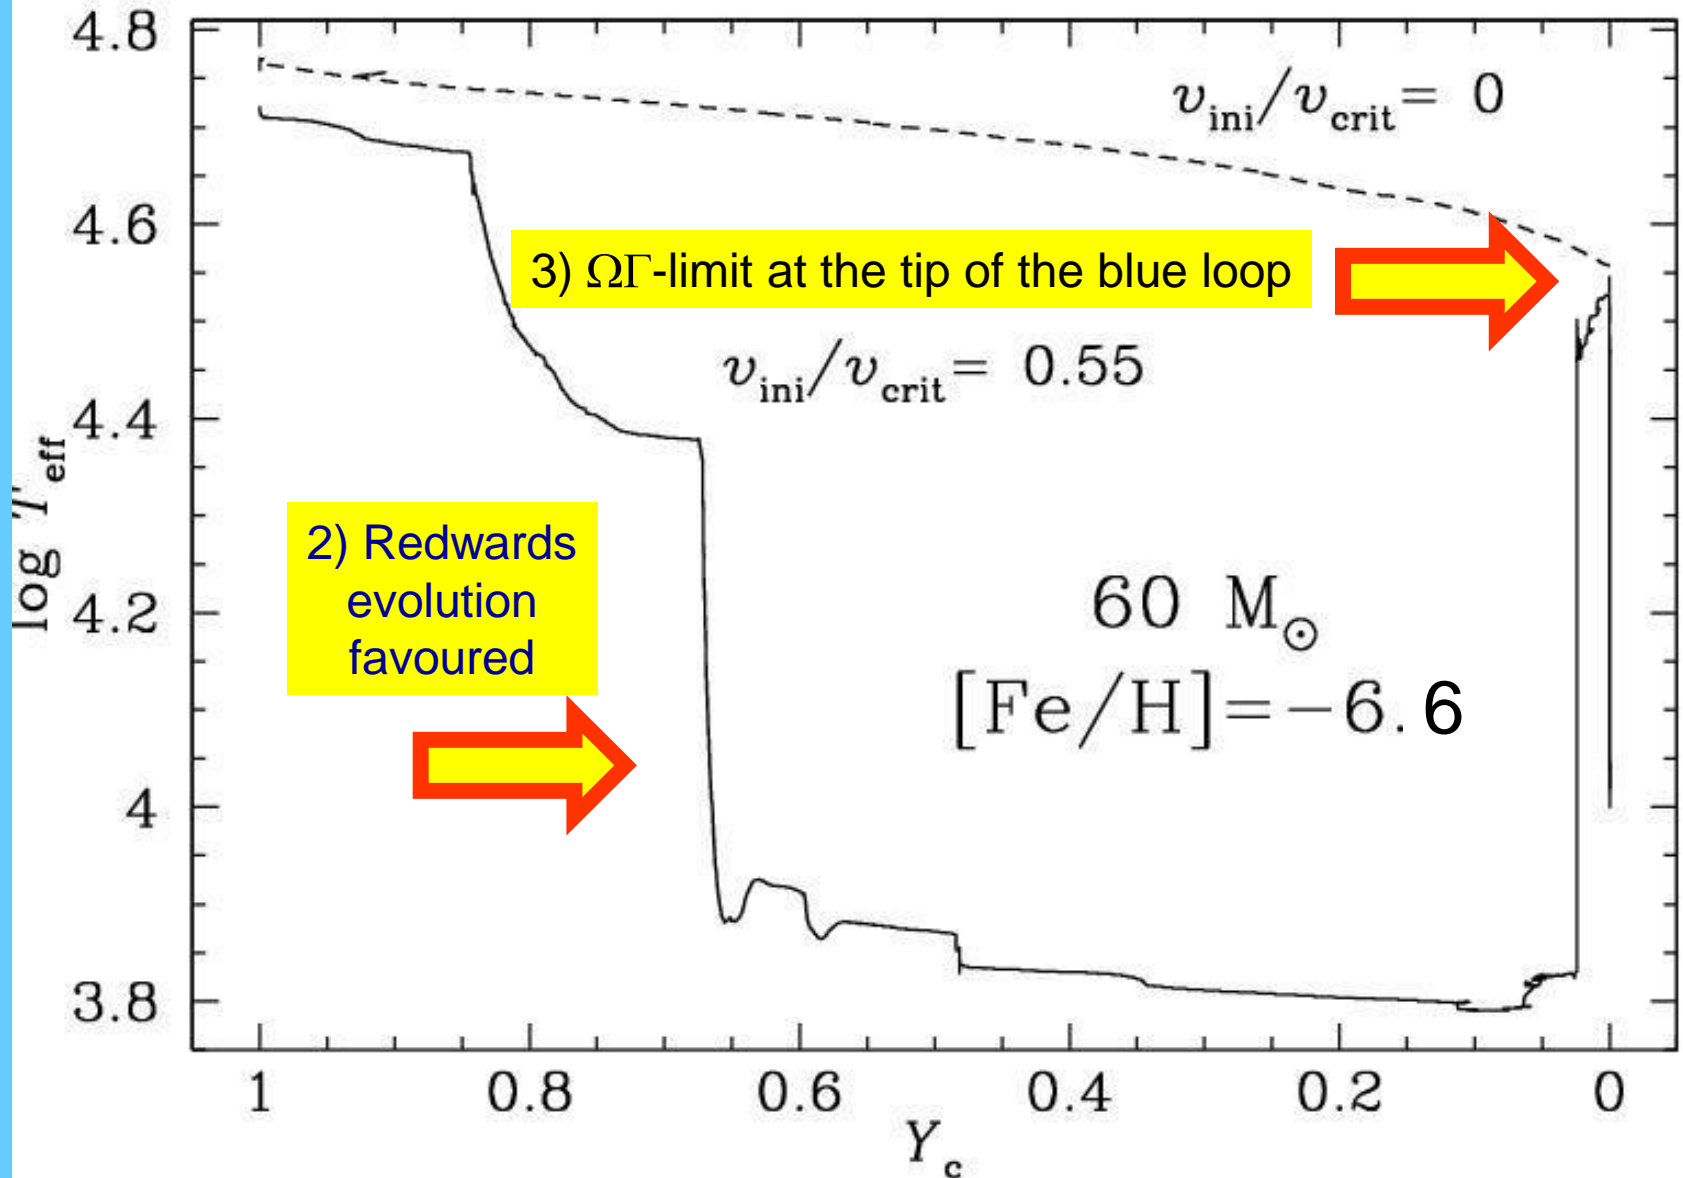 4.8
4.6
4.4
4.2
4
3.8
log T_eff
v_ini/v_crit = 0
3) ΩΓ-limit at the tip of the blue loop
v_ini/v_crit = 0.55
2) Redwards
evolution
favoured
60 M_⊙
[Fe/H]=−6.6
1 0.8 0.6 0.4 0.2 0
Y_c